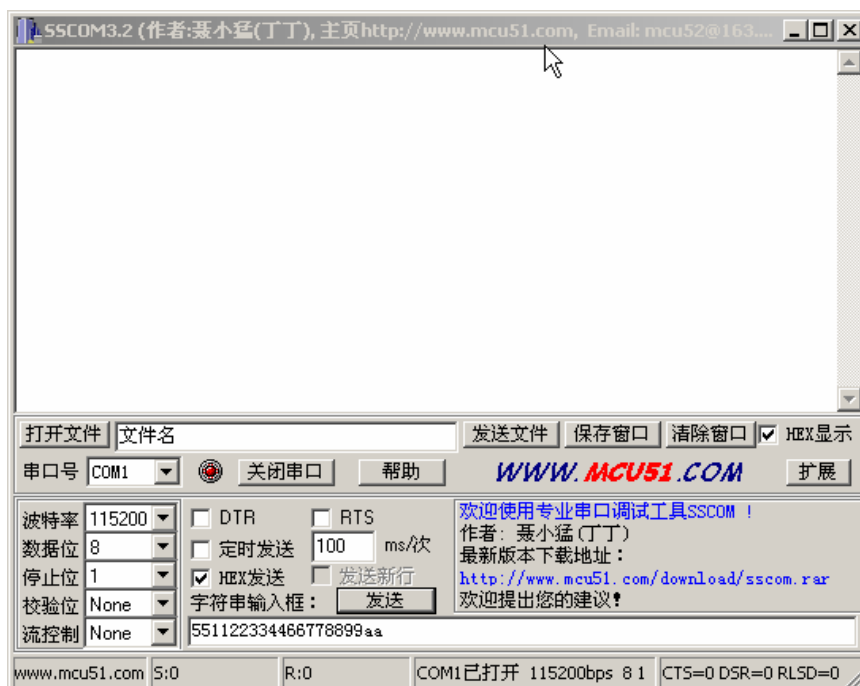 SSCOM3.2 (作者:聂小猛(丁丁), 主页http://www.mcu51.com, Email: mcu52@163....
打开文件 文件名 发送文件 保存窗口 清除窗口 HEX显示
串口号 COM1 关闭串口 帮助 WWW.MCU51.COM 扩展
波特率 115200 DTR RTS
数据位 8 定时发送 100 ms/次
停止位 1 HEX发送 发送新行
校验位 None 字符串输入框： 发送
流控制 None 551122334466778899aa
欢迎使用专业串口调试工具SSCOM !
作者: 聂小猛(丁丁)
最新版本下载地址：
http://www.mcu51.com/download/sscom.rar
欢迎提出您的建议!
www.mcu51.com S:0 R:0 COM1已打开 115200bps 8 1 CTS=0 DSR=0 RLSD=0